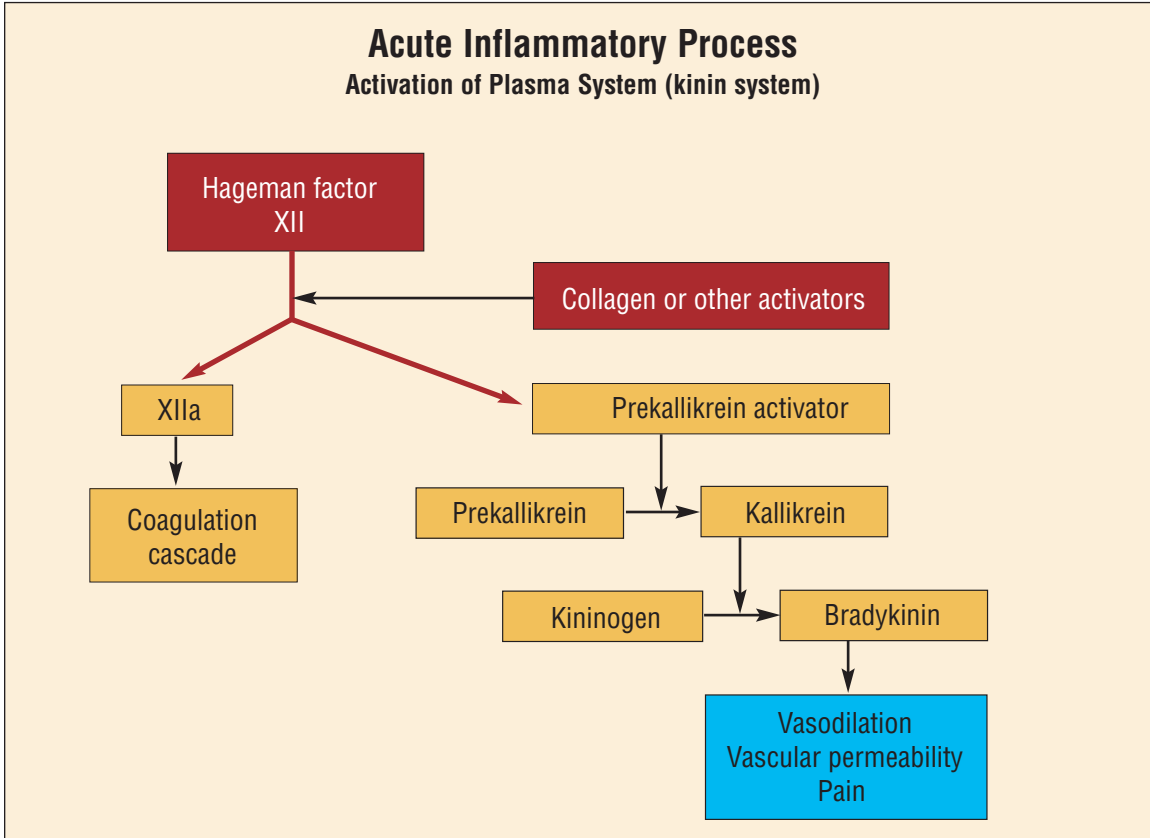 Acute Inflammatory Process
Activation of Plasma System (kinin system)
Hageman factor
XII
Collagen or other activators
XIIa
Prekallikrein activator
Coagulation
cascade
Prekallikrein
Kallikrein
Kininogen
Bradykinin
Vasodilation
Vascular permeability
Pain